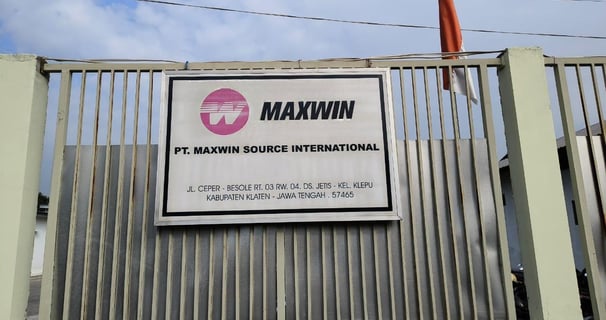 W MAXWIN
PT. MAXWIN SOURCE INTERNATIONAL
JL. CEPER - BESOLE RT. 03 RW. 04. DS. JETIS - KEL. KLEPU
KABUPATEN KLATEN - JAWA TENGAH . 57465